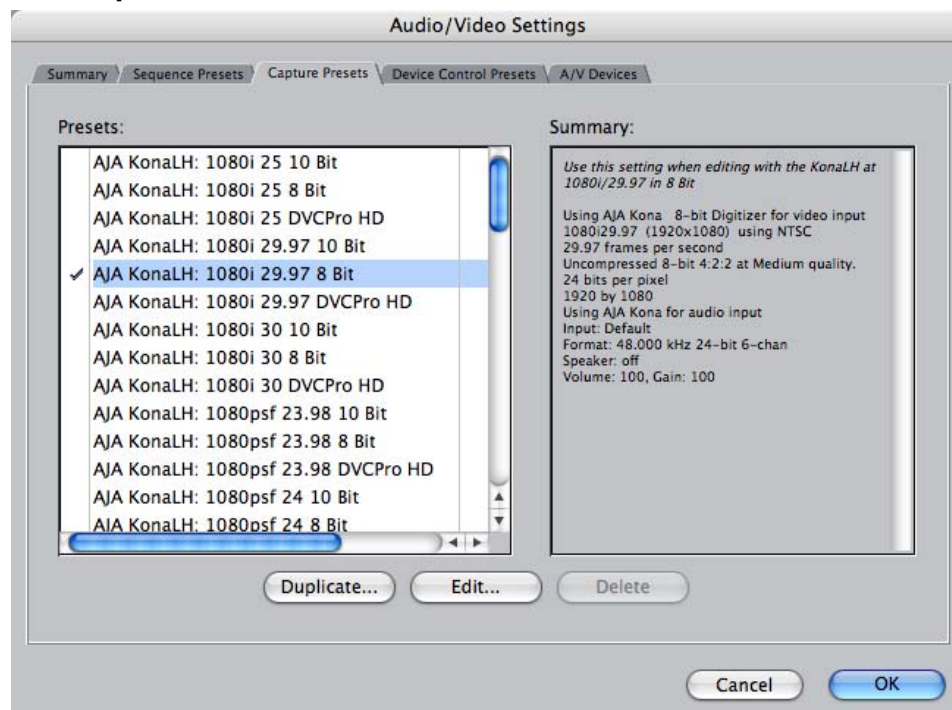 Audio/Video Settings
Summary
Sequence Presets
Capture Presets
Device Control Presets
A/V Devices
Presets:
AJA KonaLH: 1080i 25 10 Bit
AJA KonaLH: 1080i 25 8 Bit
AJA KonaLH: 1080i 25 DVCPro HD
AJA KonaLH: 1080i 29.97 10 Bit
AJA KonaLH: 1080i 29.97 8 Bit
AJA KonaLH: 1080i 29.97 DVCPro HD
AJA KonaLH: 1080i 30 10 Bit
AJA KonaLH: 1080i 30 8 Bit
AJA KonaLH: 1080i 30 DVCPro HD
AJA KonaLH: 1080psf 23.98 10 Bit
AJA KonaLH: 1080psf 23.98 8 Bit
AJA KonaLH: 1080psf 23.98 DVCPro HD
AJA KonaLH: 1080psf 24 10 Bit
AJA KonaLH: 1080psf 24 8 Bit
Summary:
Use this setting when editing with the KonaLH at
1080i/29.97 in 8 Bit
Using AJA Kona 8-bit Digitizer for video input
1080i29.97 (1920x1080) using NTSC
29.97 frames per second
Uncompressed 8-bit 4:2:2 at Medium quality.
24 bits per pixel
1920 by 1080
Using AJA Kona for audio input
Input: Default
Format: 48.000 kHz 24-bit 6-chan
Speaker: off
Volume: 100, Gain: 100
Duplicate...
Edit...
Delete
Cancel
OK